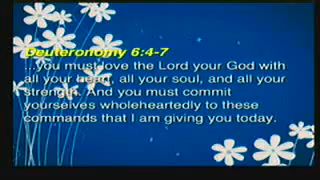 Deuteronomy 6:4-7
...you must love the Lord your God with
all your heart, all your soul, and all your
strength. And you must commit
yourselves wholeheartedly to these
commands that I am giving you today.